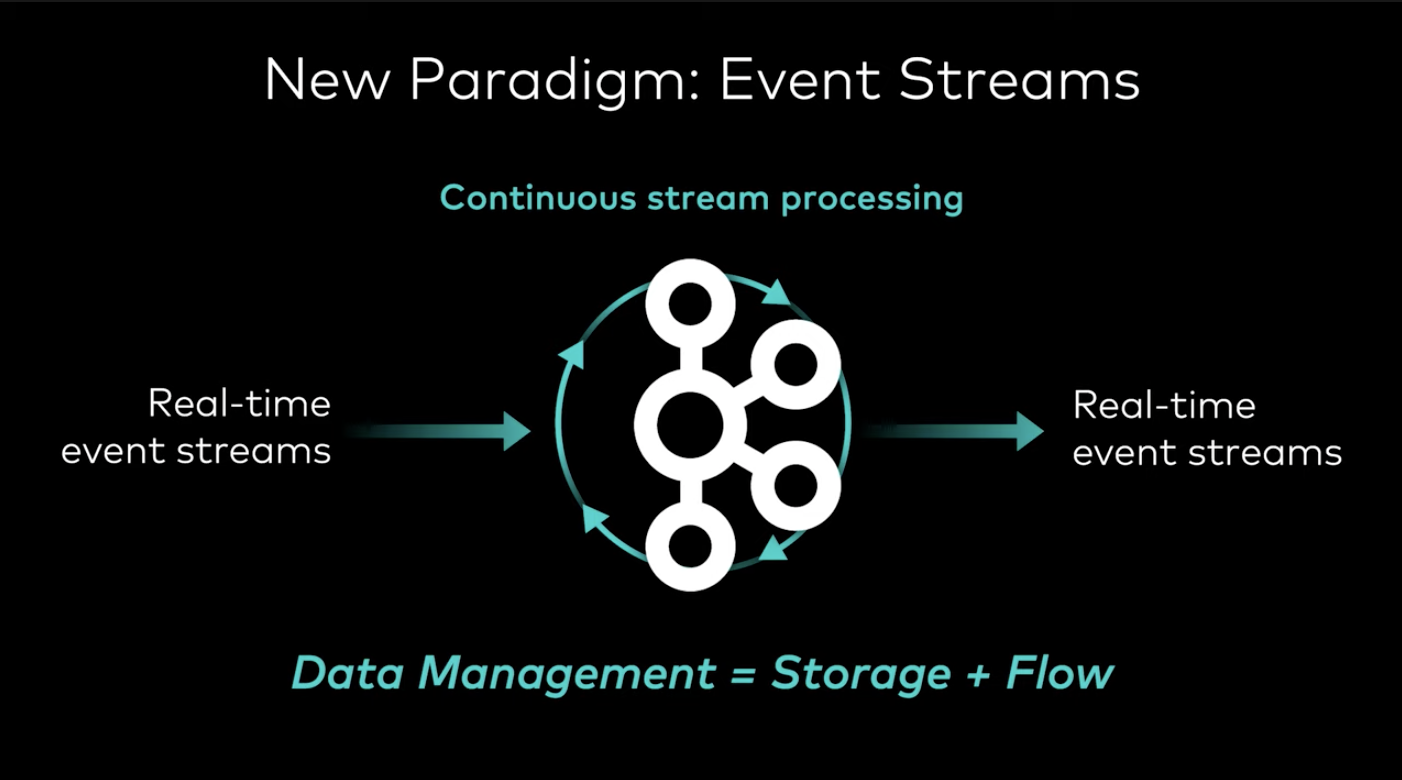 New Paradigm: Event Streams
Continuous stream processing
Real-time
event streams
Real-time
event streams
Data Management = Storage + Flow